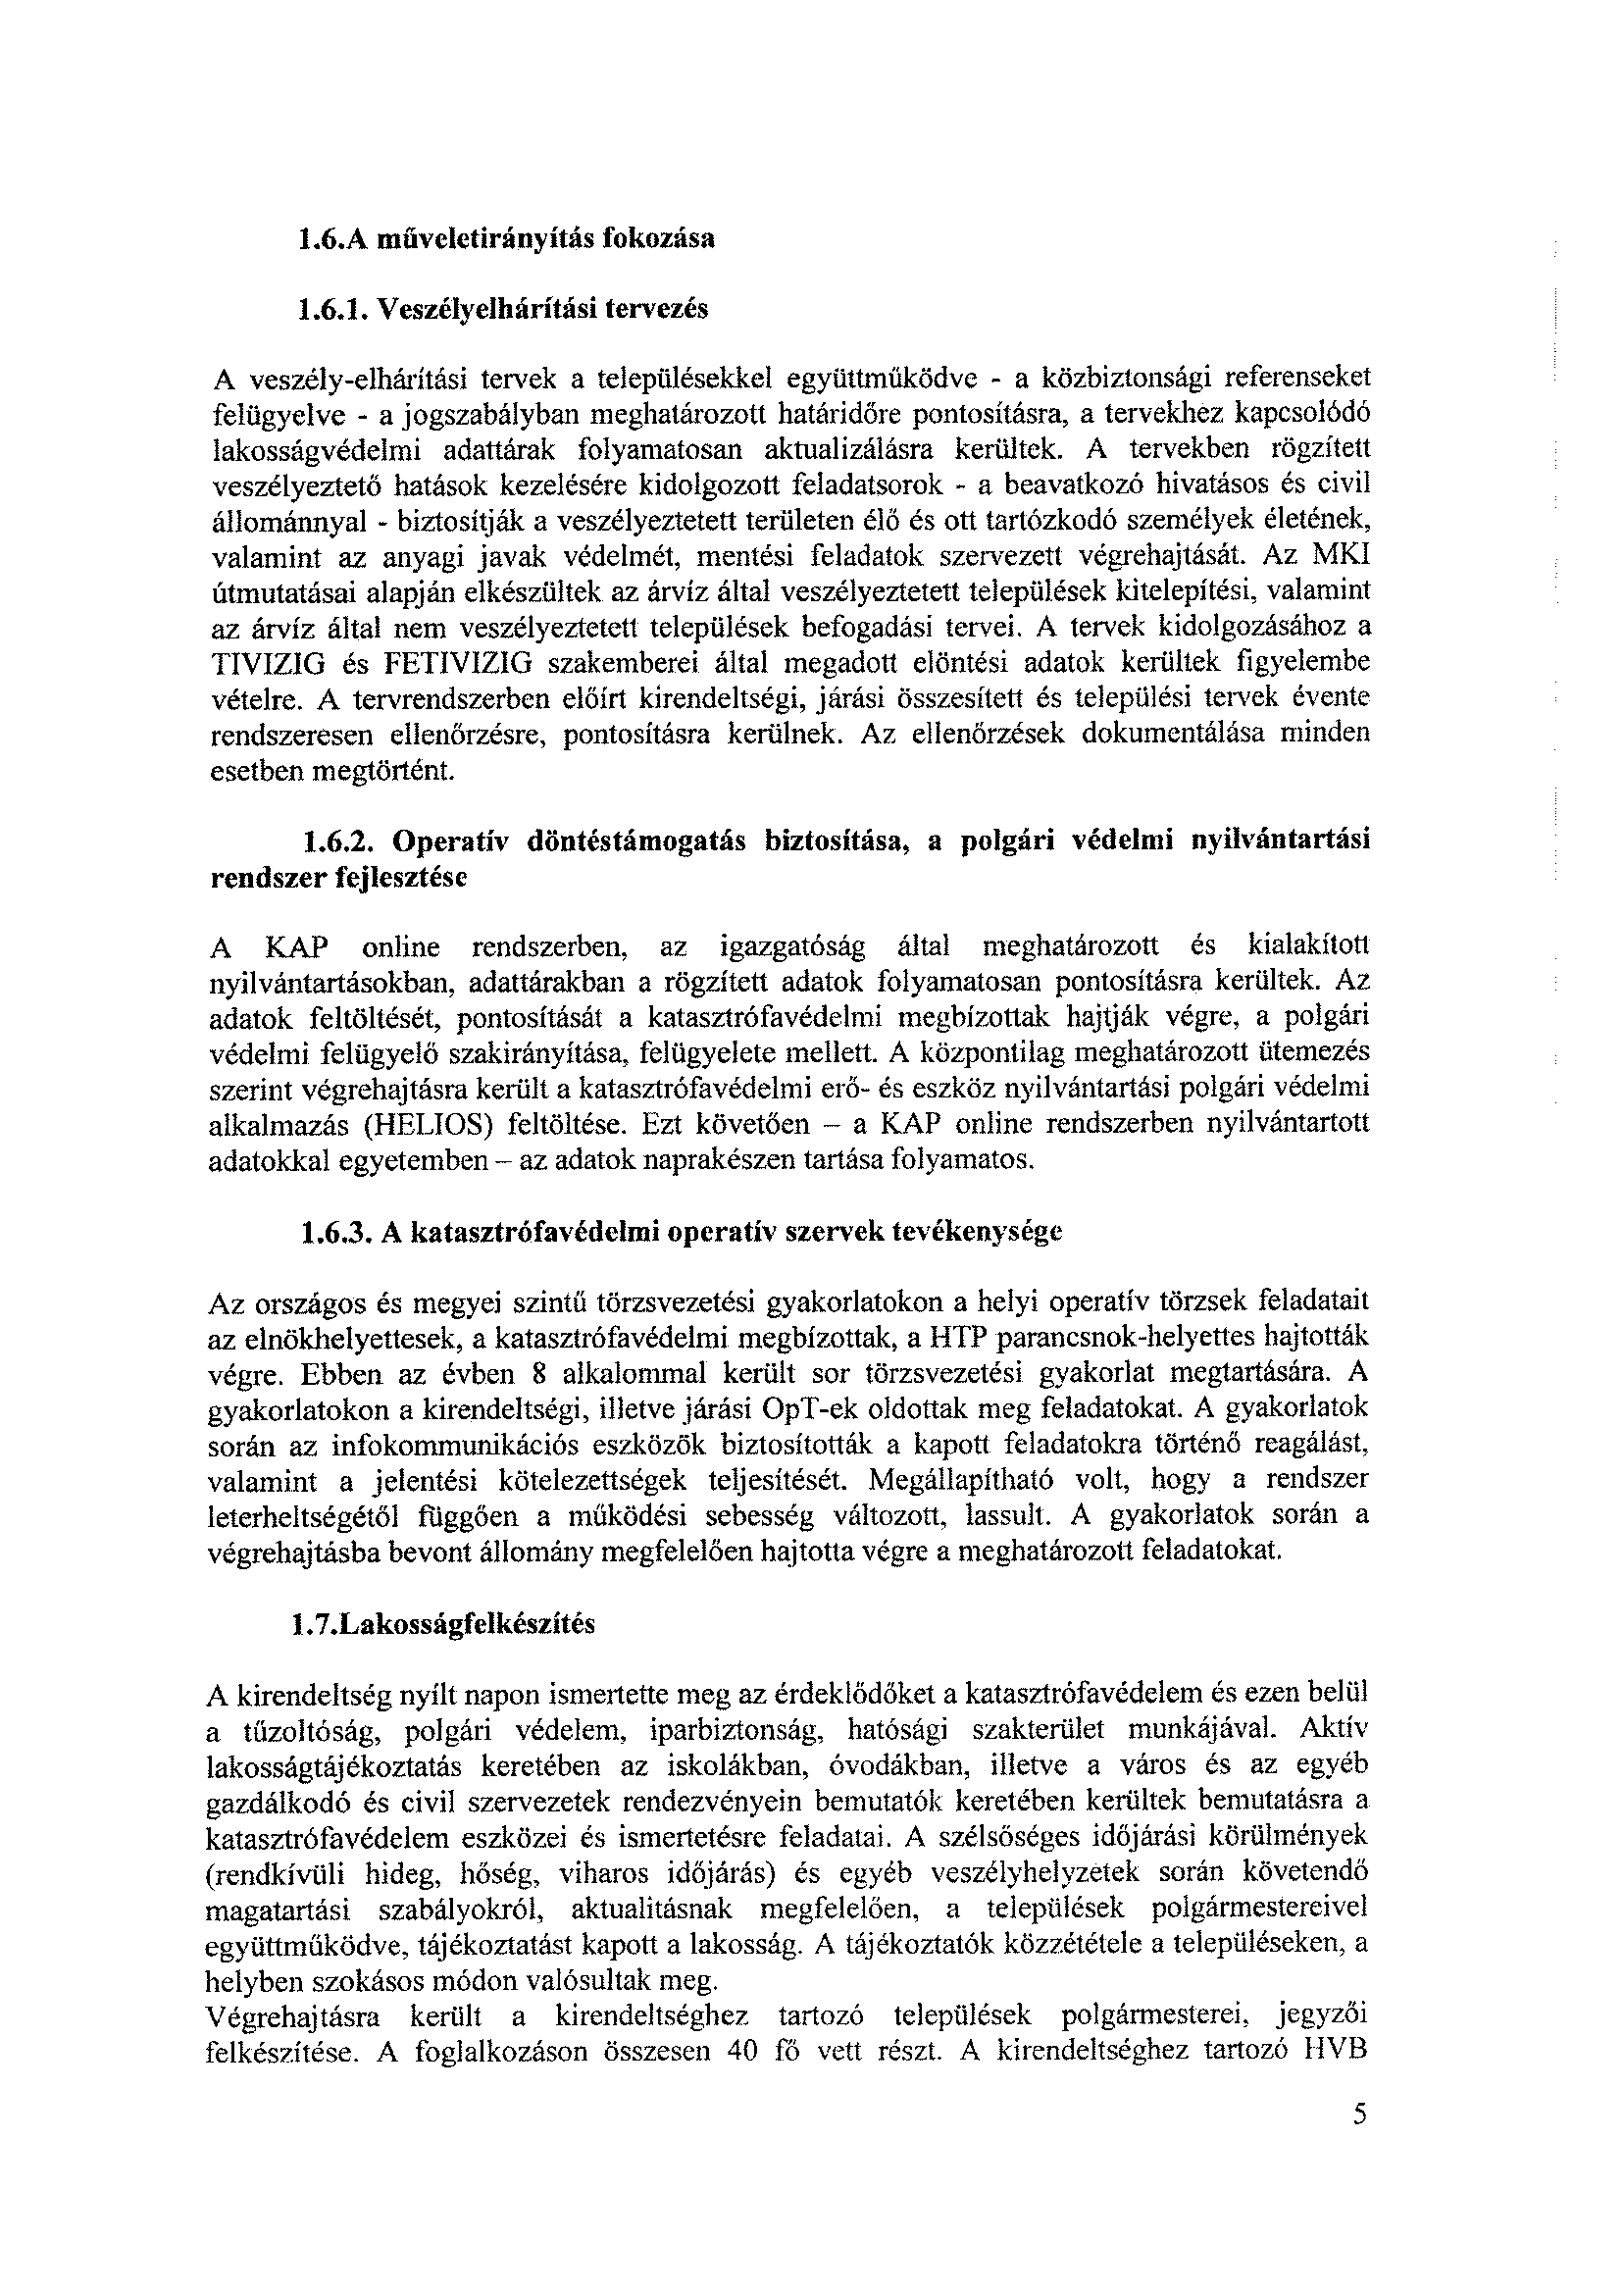 1.6.A műveletirányítás fokozása
1.6.1. Veszélyelhárítási tervezés
A veszély-elhárítási tervek a településekkel együttműködve - a közbiztonsági referenseket
felügyelve - a jogszabályban meghatározott határidőre pontosításra, a tervekhez kapcsolódó
lakosságvédelmi adattárak folyamatosan aktualizálásra kerültek. A tervekben rögzített
veszélyeztető hatások kezelésére kidolgozott feladatsorok - a beavatkozó hivatásos és civil
állománnyal - biztosítják a veszélyeztetett területen élő és ott tartózkodó személyek életének,
valamint az anyagi javak védelmét, mentési feladatok szervezett végrehajtását. Az MKI
útmutatásai alapján elkészültek az árvíz által veszélyeztetett települések kitelepítési, valamint
az árvíz által nem veszélyeztetett települések befogadási tervei. A tervek kidolgozásához a
TIVIZIG és FETIVIZIG szakemberei által megadott elöntési adatok kerültek figyelembe
vételre. A tervrendszerben előírt kirendeltségi, járási összesített és települési tervek évente
rendszeresen ellenőrzésre, pontosításra kerülnek. Az ellenőrzések dokumentálása minden
esetben megtörtént.
1.6.2. Operatív döntéstámogatás biztosítása, a polgári védelmi nyilvántartási
rendszer fejlesztése
A KAP online rendszerben, az igazgatóság által meghatározott és kialakított
nyilvántartásokban, adattárakban a rögzített adatok folyamatosan pontosításra kerültek. Az
adatok feltöltését, pontosítását a katasztrófavédelmi megbízottak hajtják végre, a polgári
védelmi felügyelő szakirányítása, felügyelete mellett. A központilag meghatározott ütemezés
szerint végrehajtásra került a katasztrófavédelmi erő- és eszköz nyilvántartási polgári védelmi
alkalmazás (HELIOS) feltöltése. Ezt követően – a KAP online rendszerben nyilvántartott
adatokkal egyetemben – az adatok naprakészen tartása folyamatos.
1.6.3. A katasztrófavédelmi operatív szervek tevékenysége
Az országos és megyei szintű törzsvezetési gyakorlatokon a helyi operatív törzsek feladatait
az elnökhelyettesek, a katasztrófavédelmi megbízottak, a HTP parancsnok-helyettes hajtották
végre. Ebben az évben 8 alkalommal került sor törzsvezetési gyakorlat megtartására. A
gyakorlatokon a kirendeltségi, illetve járási OpT-ek oldottak meg feladatokat. A gyakorlatok
során az infokommunikációs eszközök biztosították a kapott feladatokra történő reagálást,
valamint a jelentési kötelezettségek teljesítését. Megállapítható volt, hogy a rendszer
leterheltségétől függően a működési sebesség változott, lassult. A gyakorlatok során a
végrehajtásba bevont állomány megfelelően hajtotta végre a meghatározott feladatokat.
1.7.Lakosságfelkészítés
A kirendeltség nyílt napon ismertette meg az érdeklődőket a katasztrófavédelem és ezen belül
a tűzoltóság, polgári védelem, iparbiztonság, hatósági szakterület munkájával. Aktív
lakosságtájékoztatás keretében az iskolákban, óvodákban, illetve a város és az egyéb
gazdálkodó és civil szervezetek rendezvényein bemutatók keretében kerültek bemutatásra a
katasztrófavédelem eszközei és ismertetésre feladatai. A szélsőséges időjárási körülmények
(rendkívüli hideg, hőség, viharos időjárás) és egyéb veszélyhelyzetek során követendő
magatartási szabályokról, aktualitásnak megfelelően, a települések polgármestereivel
együttműködve, tájékoztatást kapott a lakosság. A tájékoztatók közzététele a településeken, a
helyben szokásos módon valósultak meg.
Végrehajtásra került a kirendeltséghez tartozó települések polgármesterei, jegyzői
felkészítése. A foglalkozáson összesen 40 fő vett részt. A kirendeltséghez tartozó HVB
5